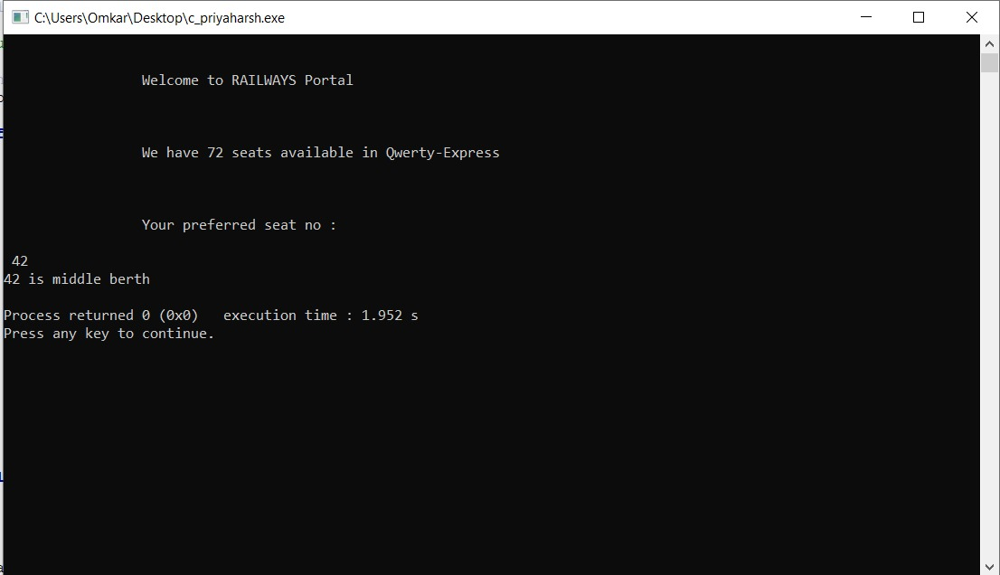 C:\Users\Omkar\Desktop\c_priyaharsh.exe
Welcome to RAILWAYS Portal
We have 72 seats available in Qwerty-Express
Your preferred seat no :
42
42 is middle berth
Process returned 0 (0x0)   execution time : 1.952 s
Press any key to continue.